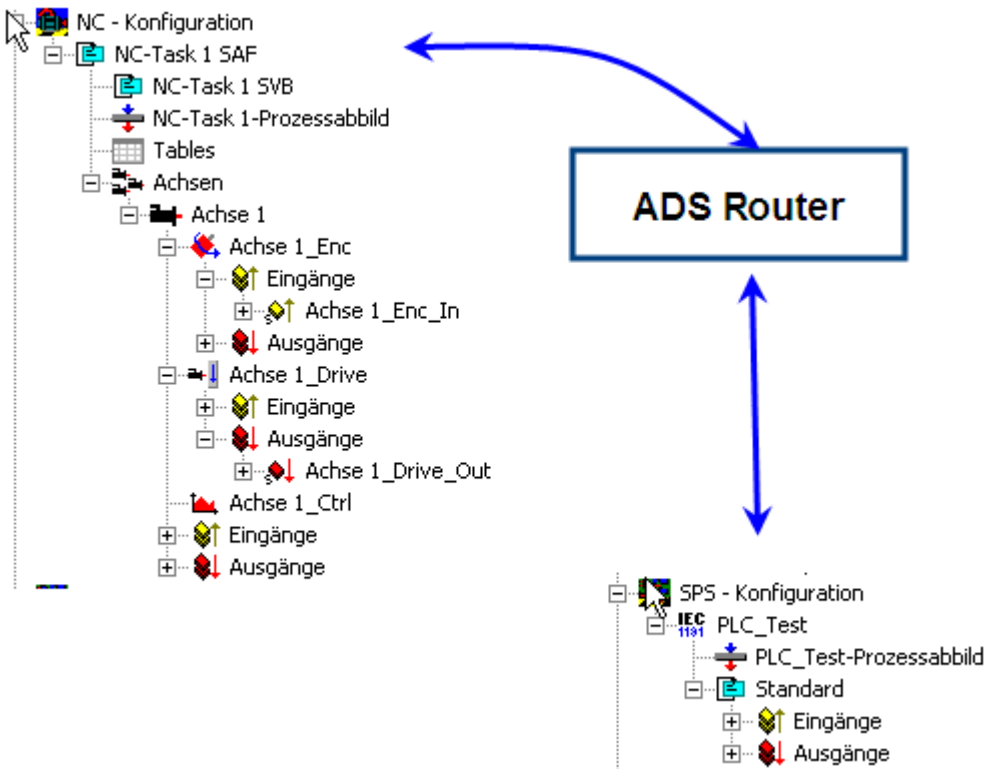 NC - Konfiguration
NC-Task 1 SAF
NC-Task 1 SVB
NC-Task 1-Prozessabbild
Tables
Achsen
Achse 1
Achse 1_Enc
Eingänge
Achse 1_Enc_In
Ausgänge
Achse 1_Drive
Eingänge
Ausgänge
Achse 1_Drive_Out
Achse 1_Ctrl
Eingänge
Ausgänge
ADS Router
SPS - Konfiguration
IEC 1131 PLC_Test
PLC_Test-Prozessabbild
Standard
Eingänge
Ausgänge